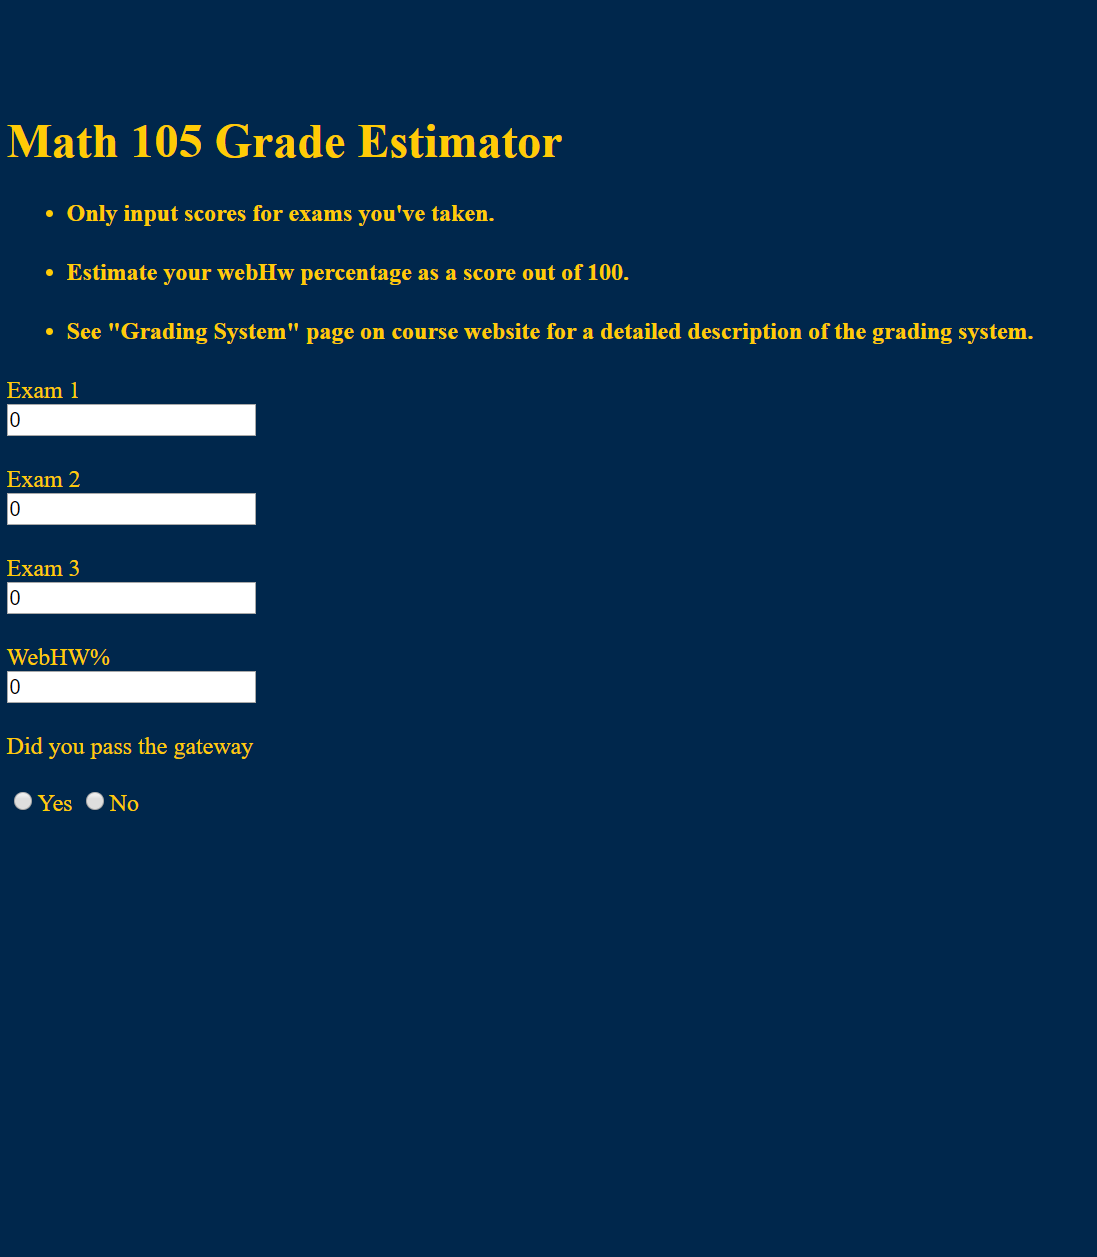 Math 105 Grade Estimator
• Only input scores for exams you've taken.
• Estimate your webHw percentage as a score out of 100.
• See "Grading System" page on course website for a detailed description of the grading system.
Exam 1
0
Exam 2
0
Exam 3
0
WebHW%
0
Did you pass the gateway
Yes No